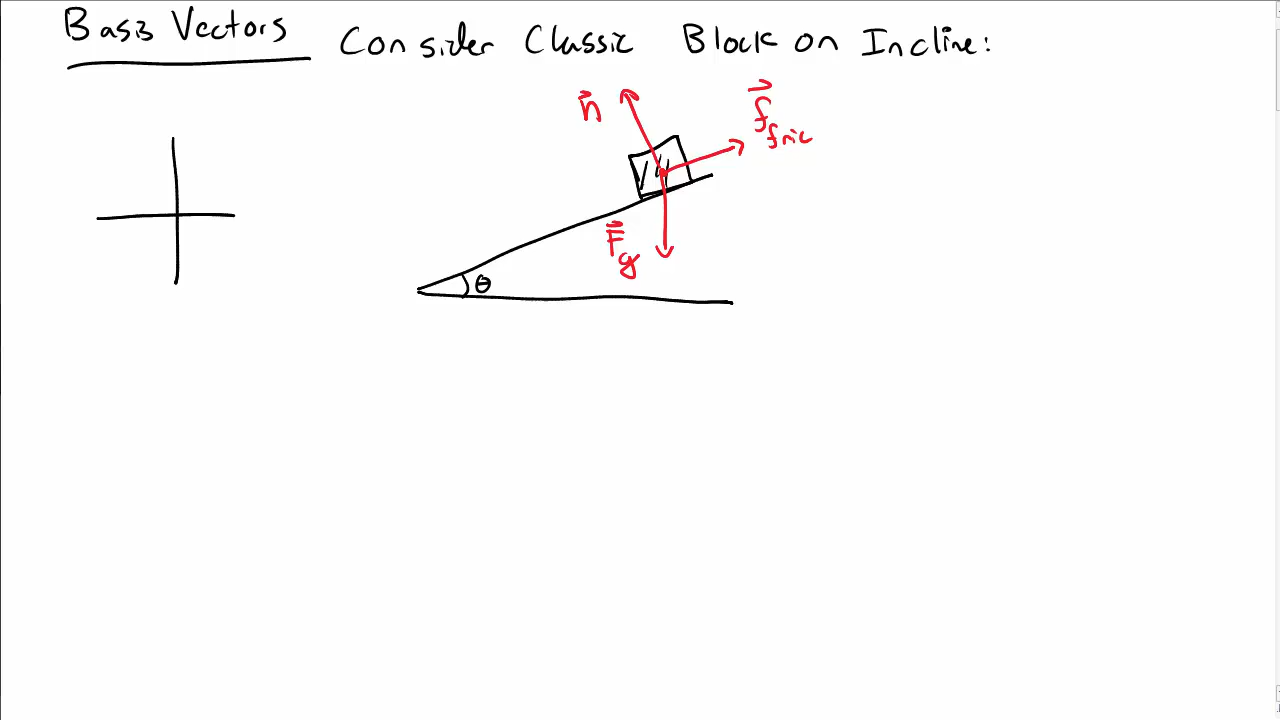 Basis Vectors Consider Classic Block on Incline:
n⃗
f⃗ fric
F⃗ g
θ